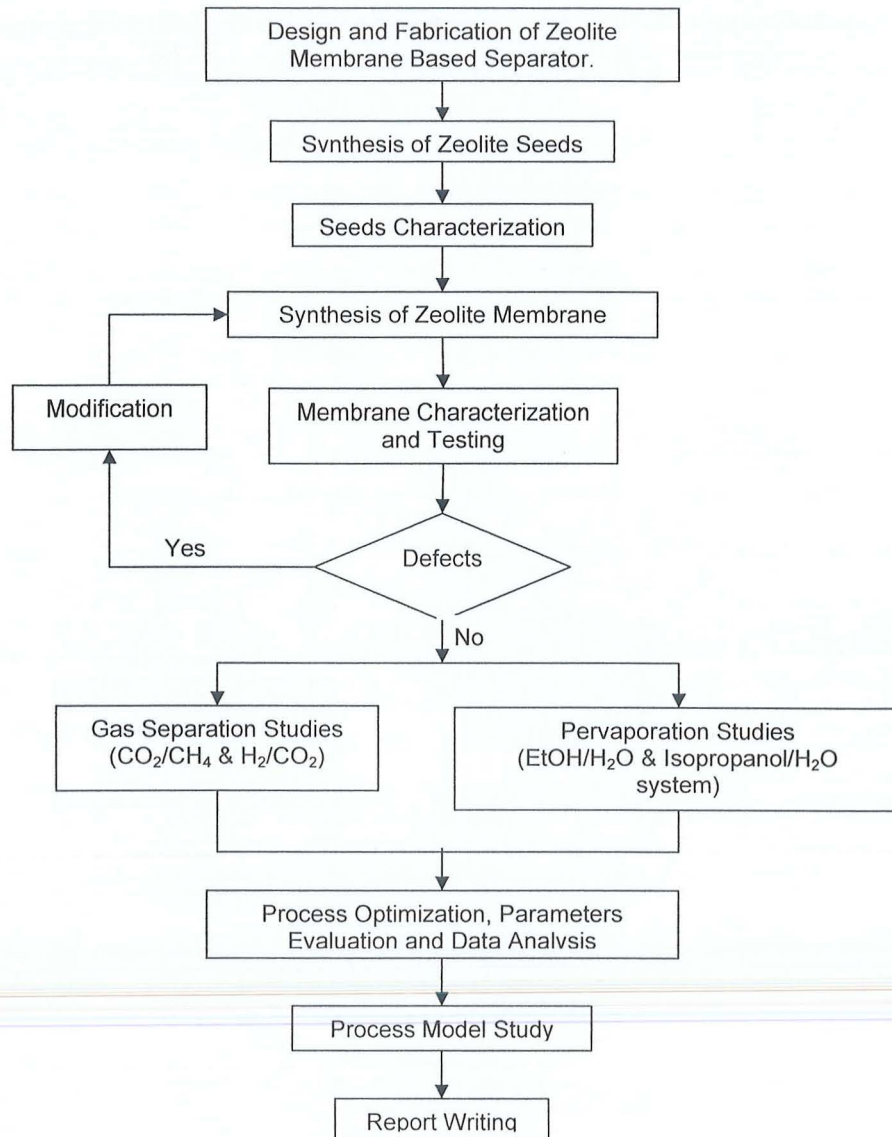 Design and Fabrication of Zeolite
Membrane Based Separator.
Synthesis of Zeolite Seeds
Seeds Characterization
Synthesis of Zeolite Membrane
Modification
Membrane Characterization
and Testing
Yes
Defects
No
Gas Separation Studies
(CO₂/CH₄ & H₂/CO₂)
Pervaporation Studies
(EtOH/H₂O & Isopropanol/H₂O
system)
Process Optimization, Parameters
Evaluation and Data Analysis
Process Model Study
Report Writing